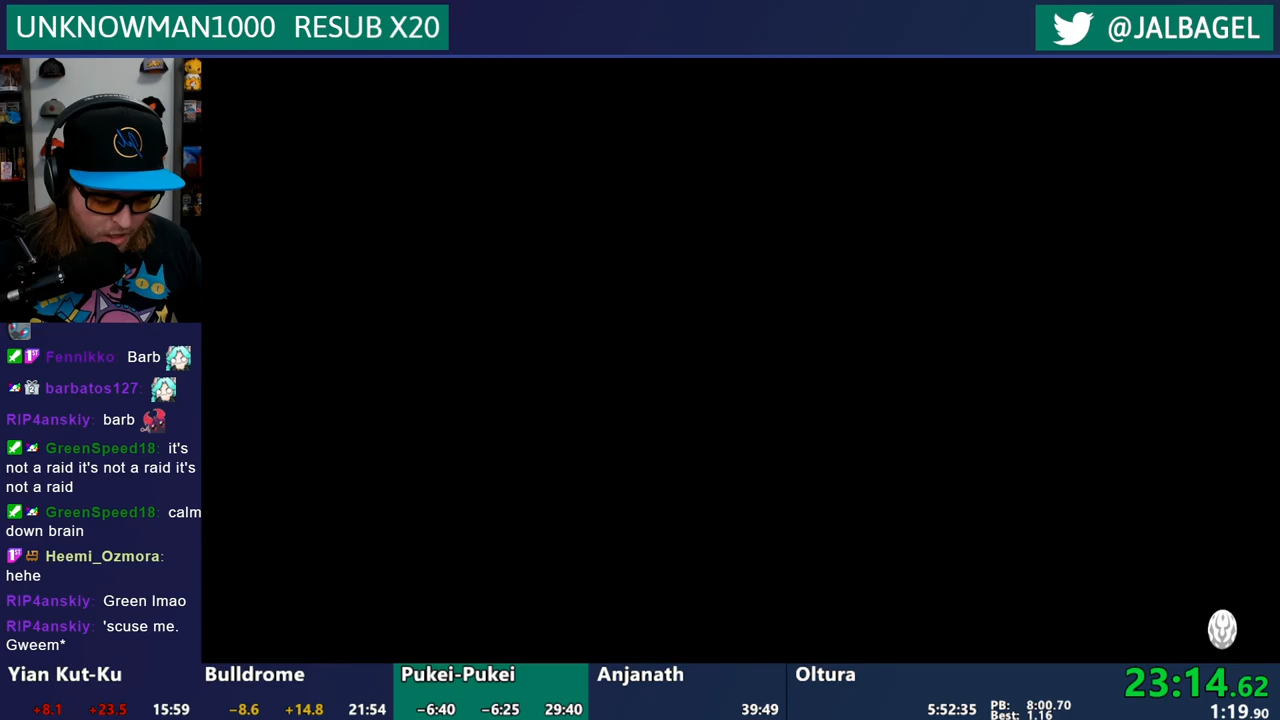 UNKNOWMAN1000 RESUB X20
@JALBAGEL
Fennikko: Barb
barbatos127:
RIP4anskiy: barb
GreenSpeed18: it's
not a raid it's not a raid it's
not a raid
GreenSpeed18: calm
down brain
Heemi_Ozmora:
hehe
RIP4anskiy: Green lmao
RIP4anskiy: 'scuse me.
Gweem*
Yian Kut-Ku
+8.1 +23.5 15:59
Bulldrome
−8.6 +14.8 21:54
Pukei-Pukei
−6:40 −6:25 29:40
Anjanath
39:49
Oltura
5:52:35
PB: 8:00.70
Best: 1.16
23:14.62
1:19.90